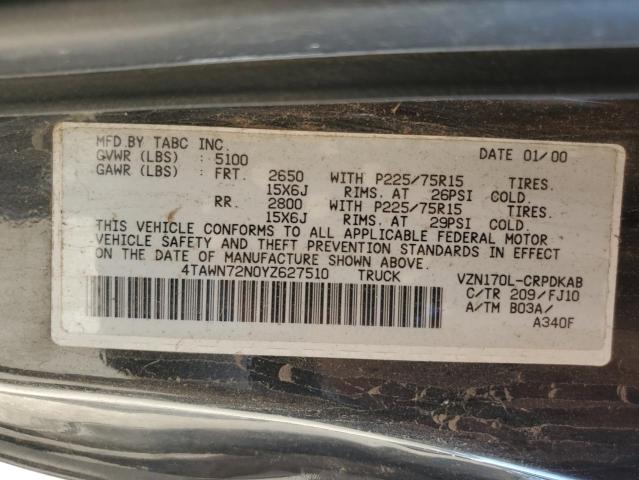 MFD.BY TABC INC. DATE 01/00
GVWR (LBS) : 5100
GAWR (LBS) : FRT. 2650 WITH P225/75R15 TIRES.
15X6J RIMS. AT 26PSI COLD.
RR. 2800 WITH P225/75R15 TIRES.
15X6J RIMS. AT 29PSI COLD.
THIS VEHICLE CONFORMS TO ALL APPLICABLE FEDERAL MOTOR
VEHICLE SAFETY AND THEFT PREVENTION STANDARDS IN EFFECT
ON THE DATE OF MANUFACTURE SHOWN ABOVE.
4TAWN72N0YZ627510 TRUCK VZN170L-CRPDKAB
C/TR 209/FJ10
A/TM B03A/
A340F